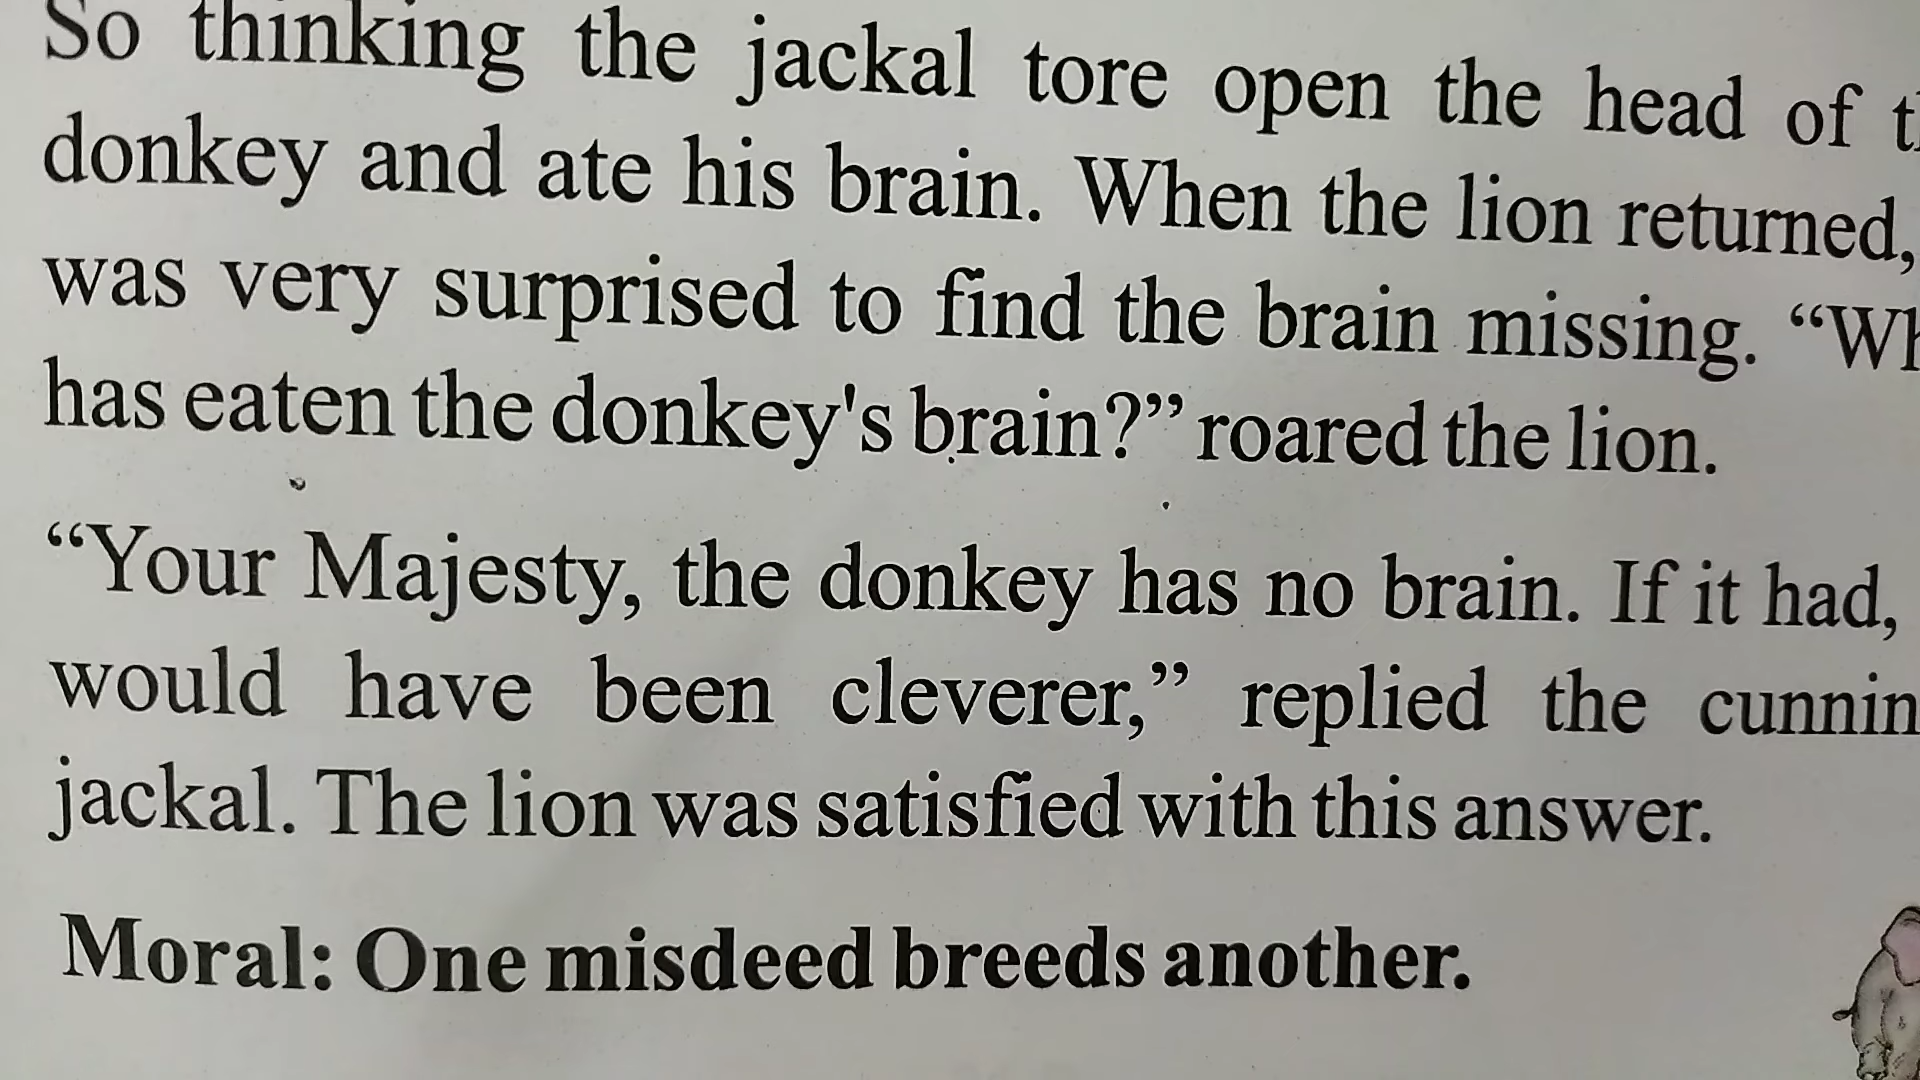 So thinking the jackal tore open the head of
donkey and ate his brain. When the lion returned,
was very surprised to find the brain missing. “
has eaten the donkey's brain?” roared the lion.
“Your Majesty, the donkey has no brain. If it had,
would have been cleverer,” replied the
jackal. The lion was satisfied with this answer.
Moral: One misdeed breeds another.